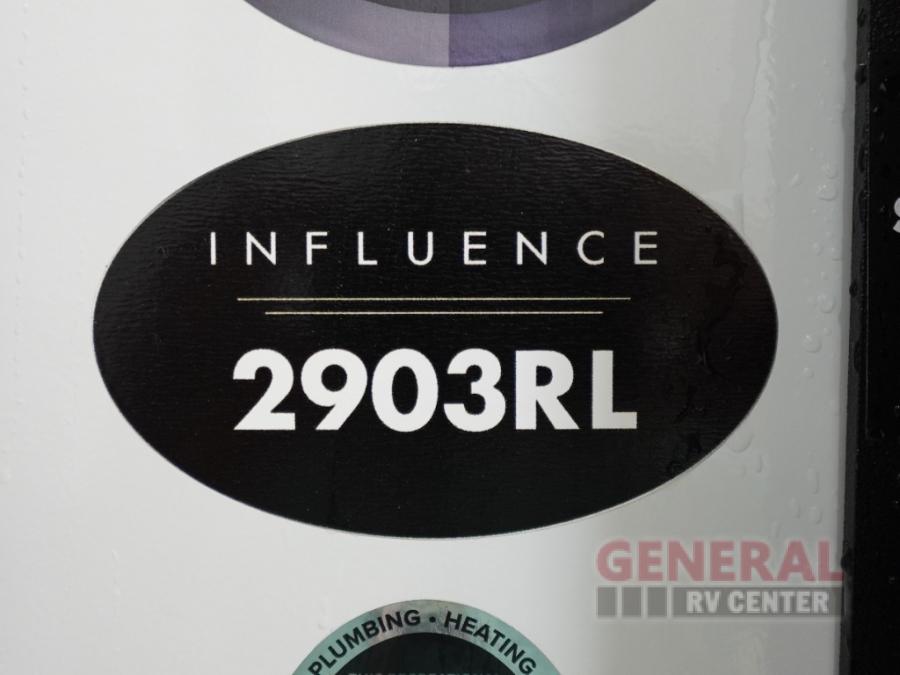 INFLUENCE
2903RL
GENERAL
RV CENTER
PLUMBING • HEATING